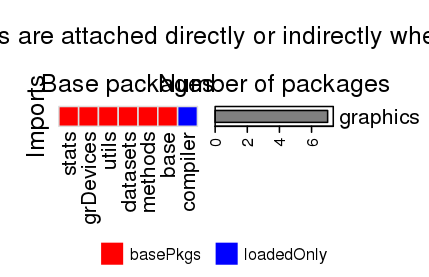 s are attached directly or indirectly whe
Base packages
Number of packages
Imports
graphics
0 2 4 6
stats
grDevices
utils
datasets
methods
base
compiler
basePkgs
loadedOnly